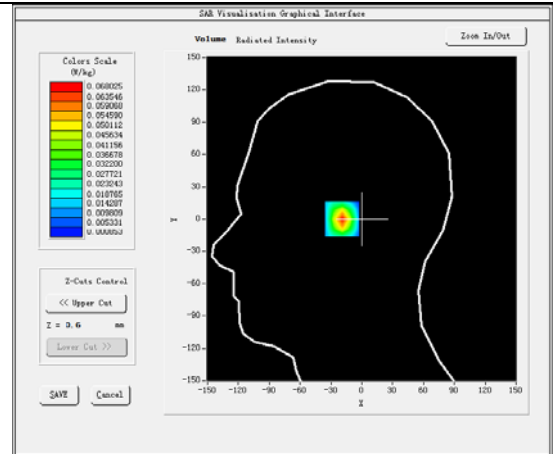 SAR Visualisation Graphical Interface
Volume Radiated Intensity
Zoom In/Out
Colors Scale
(W/kg)
0.068025
0.063546
0.059068
0.054590
0.050112
0.045634
0.041156
0.036678
0.032200
0.027721
0.023243
0.018765
0.014287
0.009809
0.005331
0.000853
Z-Cuts Control
<< Upper Cut
Z = 3.6 mm
Lower Cut >>
SAVE Cancel
150
120
90
60
30
Y 0
-30
-60
-90
-120
-150
-150 -120 -90 -60 -30 0 30 60 90 120 150
X